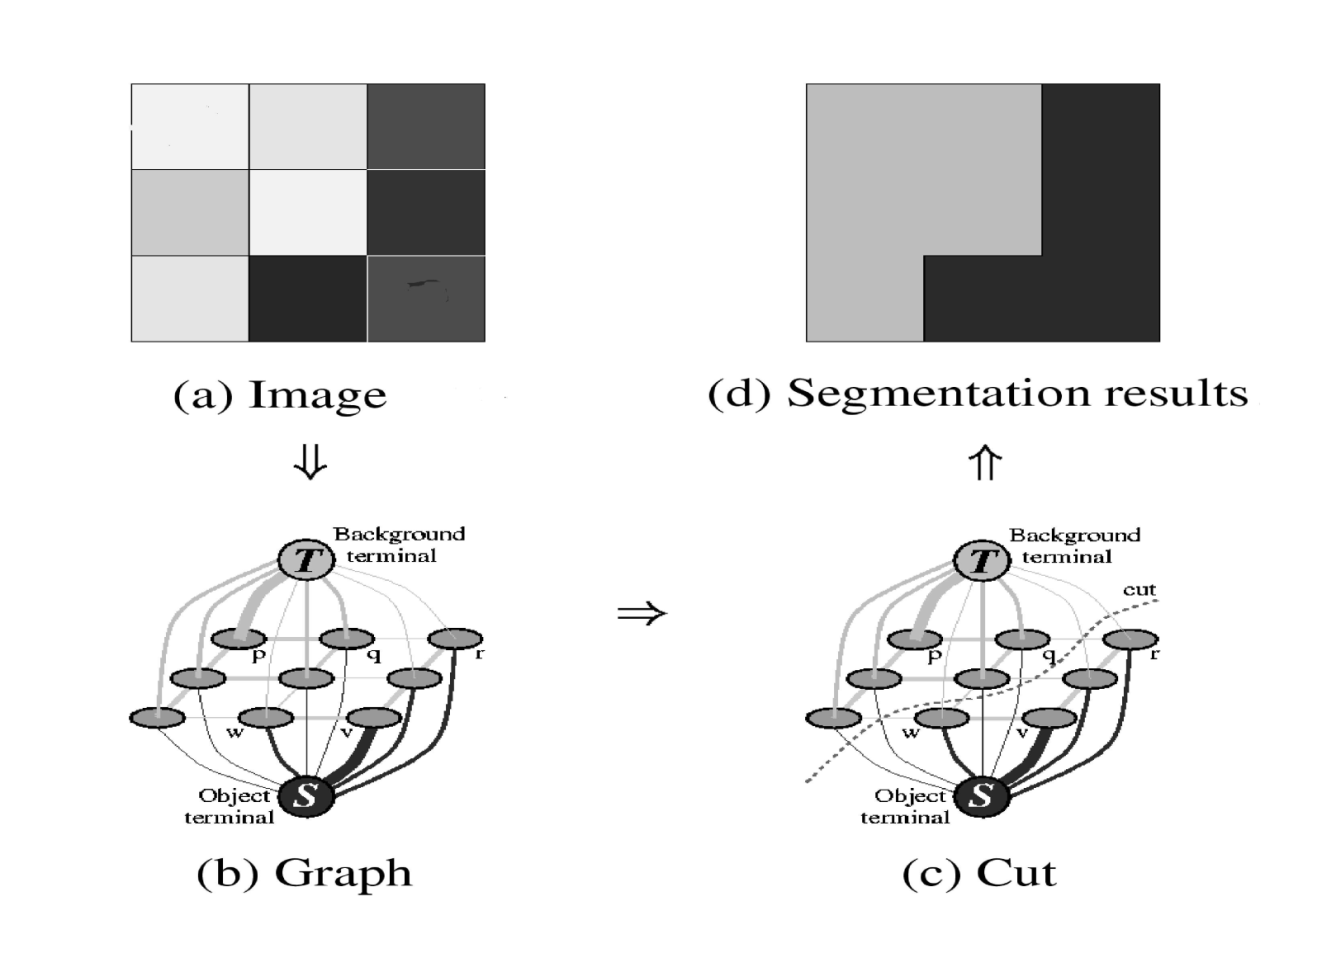 (a) Image
(d) Segmentation results
⇓
⇑
Background
terminal
T
p
q
r
w
v
S
Object
terminal
(b) Graph
⇒
Background
terminal
T
cut
p
q
r
w
v
S
Object
terminal
(c) Cut